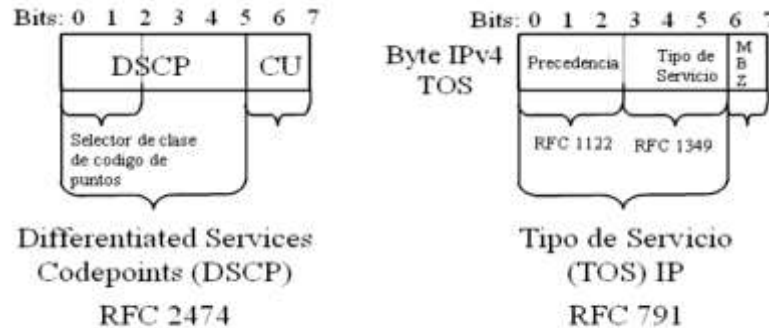 Bits: 0 1 2 3 4 5 6 7
DSCP CU
Selector de clase
de codigo de
puntos
Differentiated Services
Codepoints (DSCP)
RFC 2474
Bits: 0 1 2 3 4 5 6 7
Byte IPv4
TOS
Precedencia
Tipo de
Servicio
M
B
Z
RFC 1122 RFC 1349
Tipo de Servicio
(TOS) IP
RFC 791